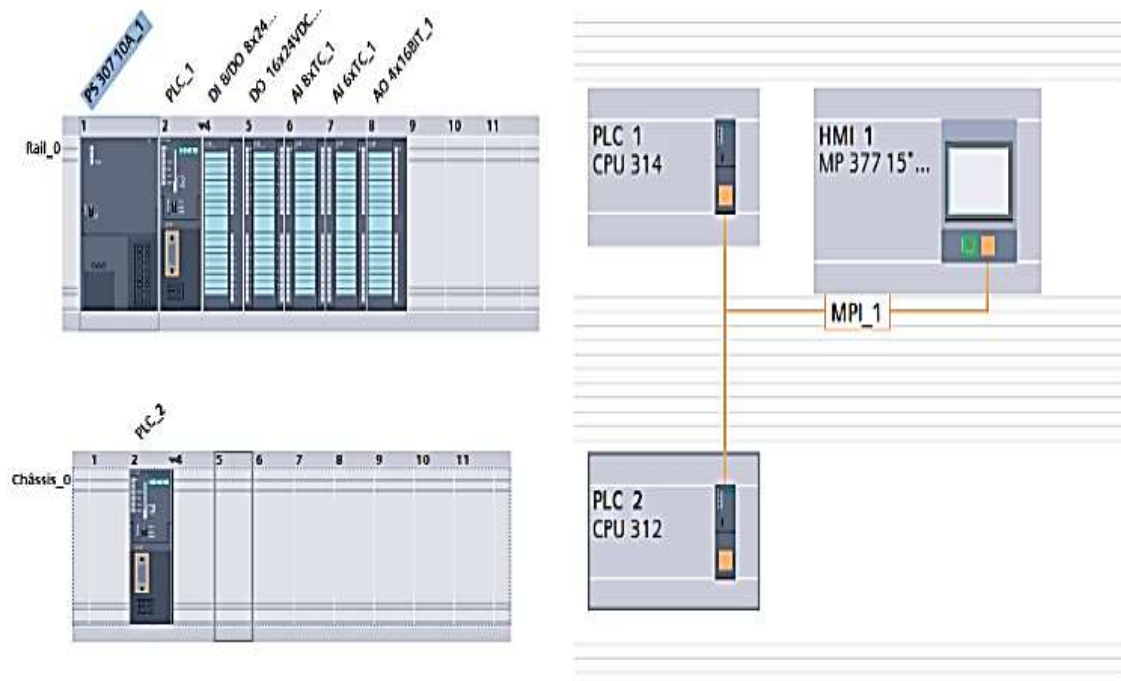 PS 307 10A_1
PLC_1
DI 8/DO 8x24...
DO 16x24VDC...
AI 8xTC_1
AI 6xTC_1
AO 4x16BIT_1
1 2 4 5 6 7 8 9 10 11
Rail_0
PLC_2
1 2 4 5 6 7 8 9 10 11
Châssis_0
PLC 1
CPU 314
HMI 1
MP 377 15"...
MPI_1
PLC 2
CPU 312